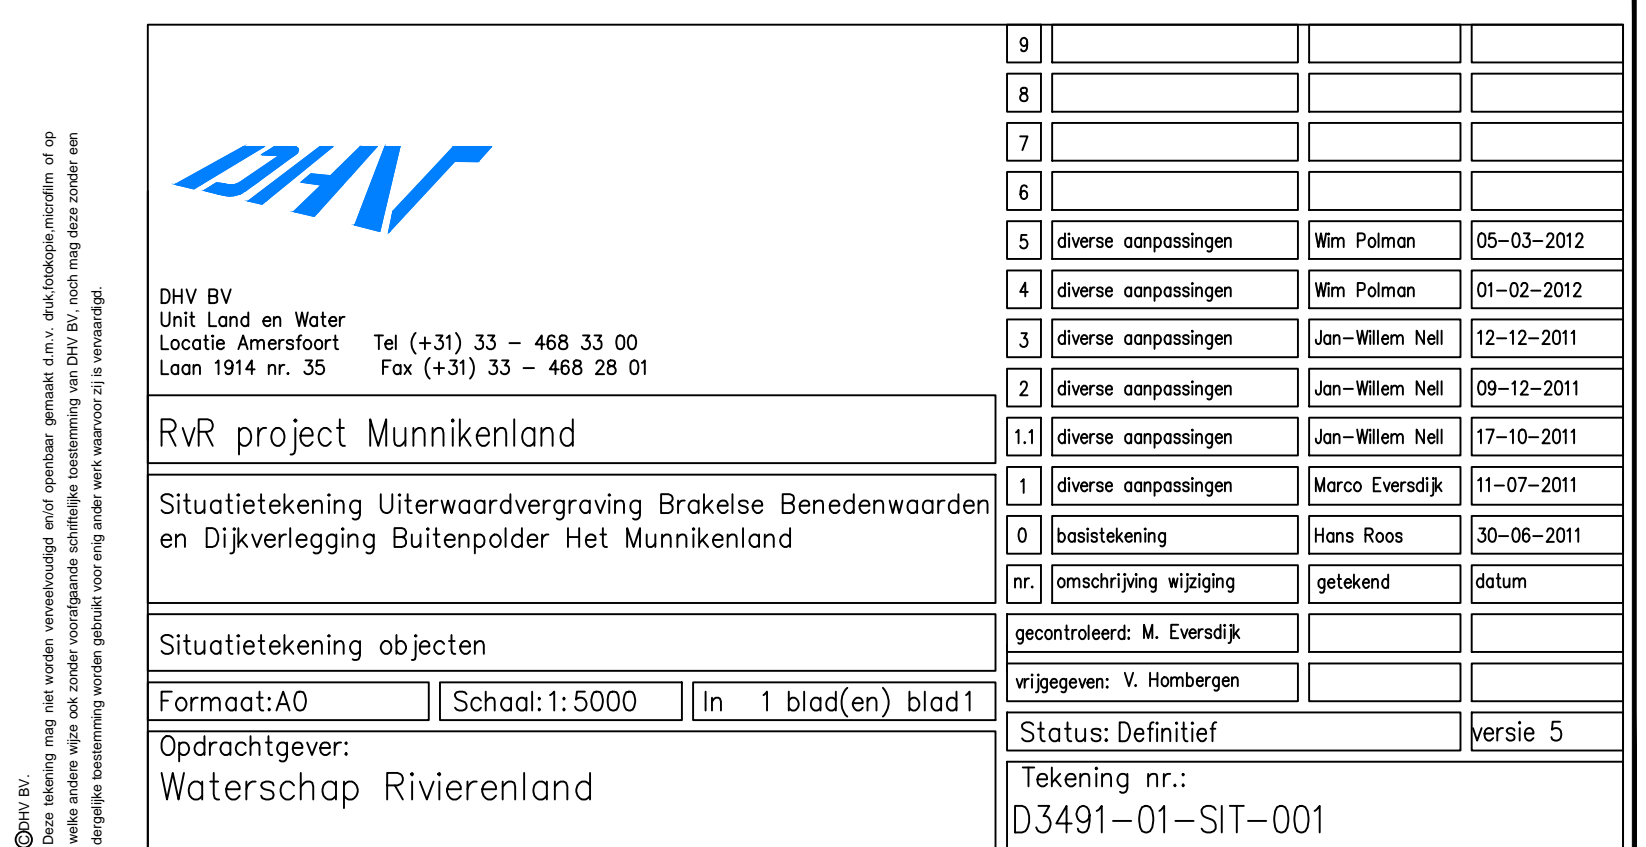 ©DHV BV.
Deze tekening mag niet worden verveelvoudigd en/of openbaar gemaakt d.m.v. druk,fotokopie,microfilm of op
welke andere wijze ook zonder voorafgaande schriftelijke toestemming van DHV BV, noch mag deze zonder een
dergelijke toestemming worden gebruikt voor enig ander werk waarvoor zij is vervaardigd.
DHV
DHV BV
Unit Land en Water
Locatie Amersfoort Tel (+31) 33 – 468 33 00
Laan 1914 nr. 35 Fax (+31) 33 – 468 28 01
RvR project Munnikenland
Situatietekening Uiterwaardvergraving Brakelse Benedenwaarden
en Dijkverlegging Buitenpolder Het Munnikenland
Situatietekening objecten
Formaat:A0 Schaal:1:5000 In 1 blad(en) blad1
Opdrachtgever:
Waterschap Rivierenland
9
8
7
6
5 diverse aanpassingen Wim Polman 05–03–2012
4 diverse aanpassingen Wim Polman 01–02–2012
3 diverse aanpassingen Jan–Willem Nell 12–12–2011
2 diverse aanpassingen Jan–Willem Nell 09–12–2011
1.1 diverse aanpassingen Jan–Willem Nell 17–10–2011
1 diverse aanpassingen Marco Eversdijk 11–07–2011
0 basistekening Hans Roos 30–06–2011
nr. omschrijving wijziging getekend datum
gecontroleerd: M. Eversdijk
vrijgegeven: V. Hombergen
Status: Definitief versie 5
Tekening nr.:
D3491–01–SIT–001